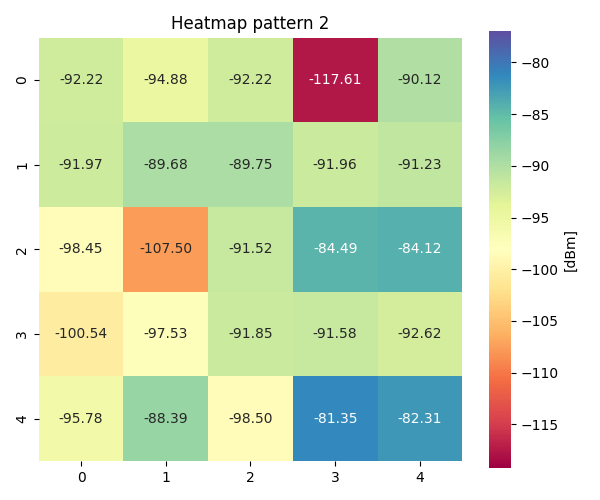 Heatmap pattern 2
0 -92.22 -94.88 -92.22 -117.61 -90.12
1 -91.97 -89.68 -89.75 -91.96 -91.23
2 -98.45 -107.50 -91.52 -84.49 -84.12
3 -100.54 -97.53 -91.85 -91.58 -92.62
4 -95.78 -88.39 -98.50 -81.35 -82.31
0 1 2 3 4
−80
−85
−90
−95
−100
−105
−110
−115
[dBm]